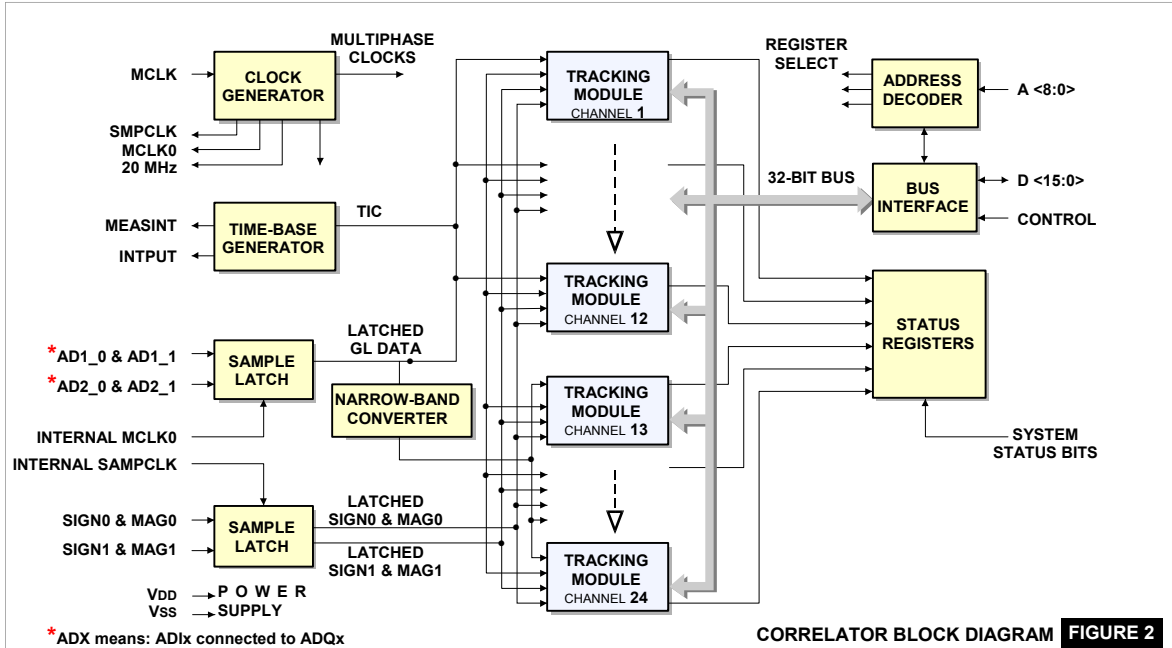 MULTIPHASE
CLOCKS
MCLK
CLOCK
GENERATOR
SMPCLK
MCLK0
20 MHz
MEASINT
INTPUT
TIME-BASE
GENERATOR
TIC
LATCHED
GL DATA
*AD1_0 & AD1_1
*AD2_0 & AD2_1
SAMPLE
LATCH
NARROW-BAND
CONVERTER
INTERNAL MCLK0
INTERNAL SAMPCLK
SIGN0 & MAG0
SIGN1 & MAG1
SAMPLE
LATCH
LATCHED
SIGN0 & MAG0
LATCHED
SIGN1 & MAG1
VDD POWER
VSS SUPPLY
*ADX means: ADIx connected to ADQx
TRACKING
MODULE
CHANNEL 1
TRACKING
MODULE
CHANNEL 12
TRACKING
MODULE
CHANNEL 13
TRACKING
MODULE
CHANNEL 24
REGISTER
SELECT
ADDRESS
DECODER
A <8:0>
32-BIT BUS
BUS
INTERFACE
D <15:0>
CONTROL
STATUS
REGISTERS
SYSTEM
STATUS BITS
CORRELATOR BLOCK DIAGRAM FIGURE 2